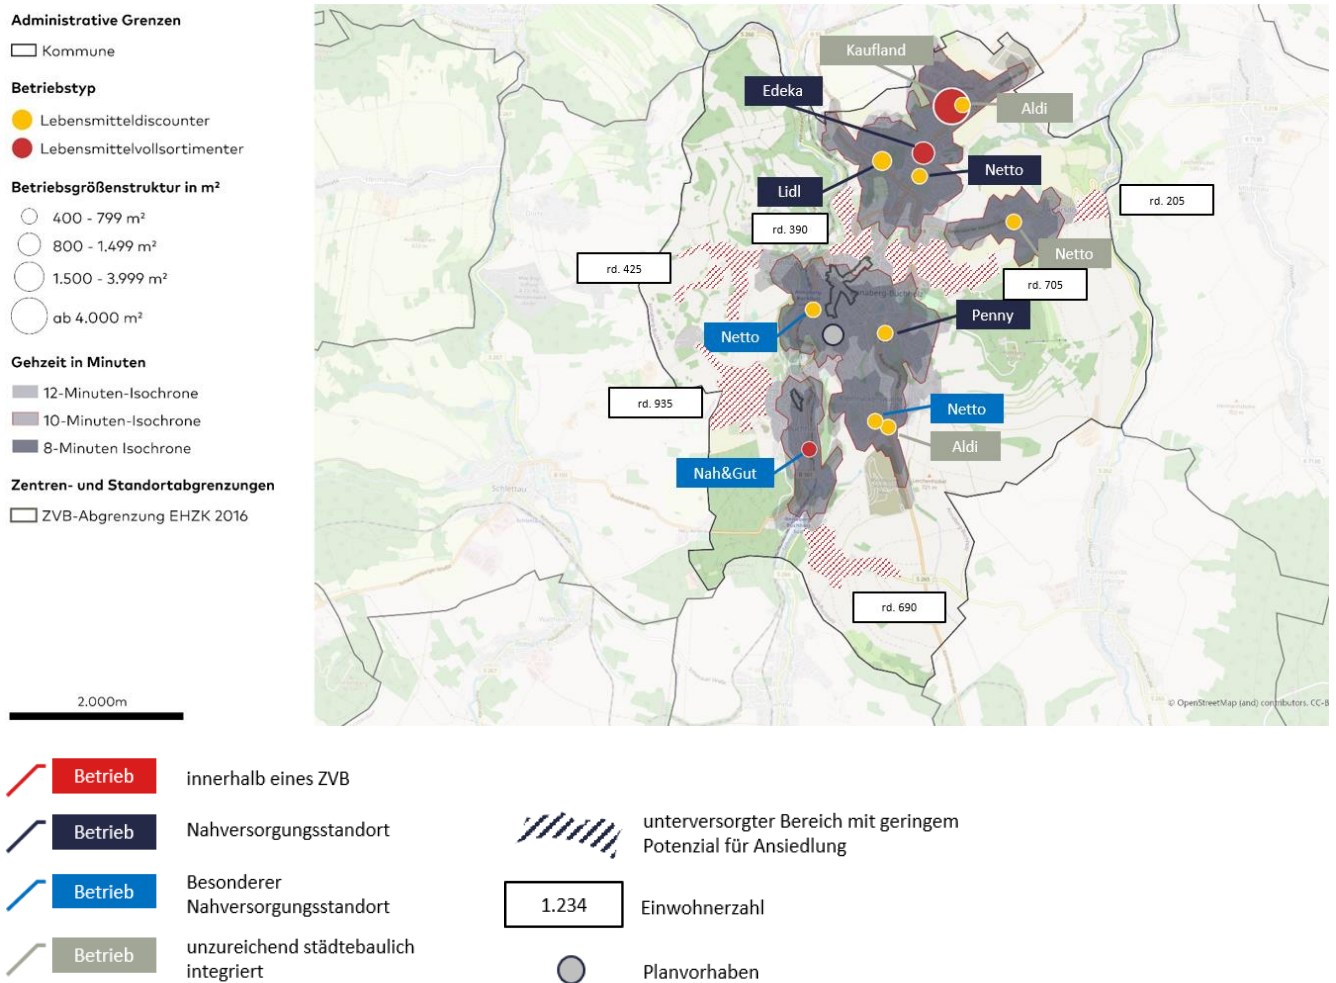 Administrative Grenzen
Kommune
Betriebstyp
Lebensmitteldiscounter
Lebensmittelvollsortimenter
Betriebsgrößenstruktur in m²
400 - 799 m²
800 - 1.499 m²
1.500 - 3.999 m²
ab 4.000 m²
Gehzeit in Minuten
12-Minuten-Isochrone
10-Minuten-Isochrone
8-Minuten Isochrone
Zentren- und Standortabgrenzungen
ZVB-Abgrenzung EHZK 2016
2.000m
Kaufland
Edeka
Aldi
Netto
Lidl
rd. 205
rd. 390
Netto
rd. 425
rd. 705
Penny
Netto
rd. 935
Netto
Aldi
Nah&Gut
Schlettau
rd. 690
© OpenStreetMap (and) contributors. CC-B
Betrieb innerhalb eines ZVB
Betrieb Nahversorgungsstandort
Betrieb Besonderer
Nahversorgungsstandort
Betrieb unzureichend städtebaulich
integriert
unterversorgter Bereich mit geringem
Potenzial für Ansiedlung
1.234 Einwohnerzahl
Planvorhaben